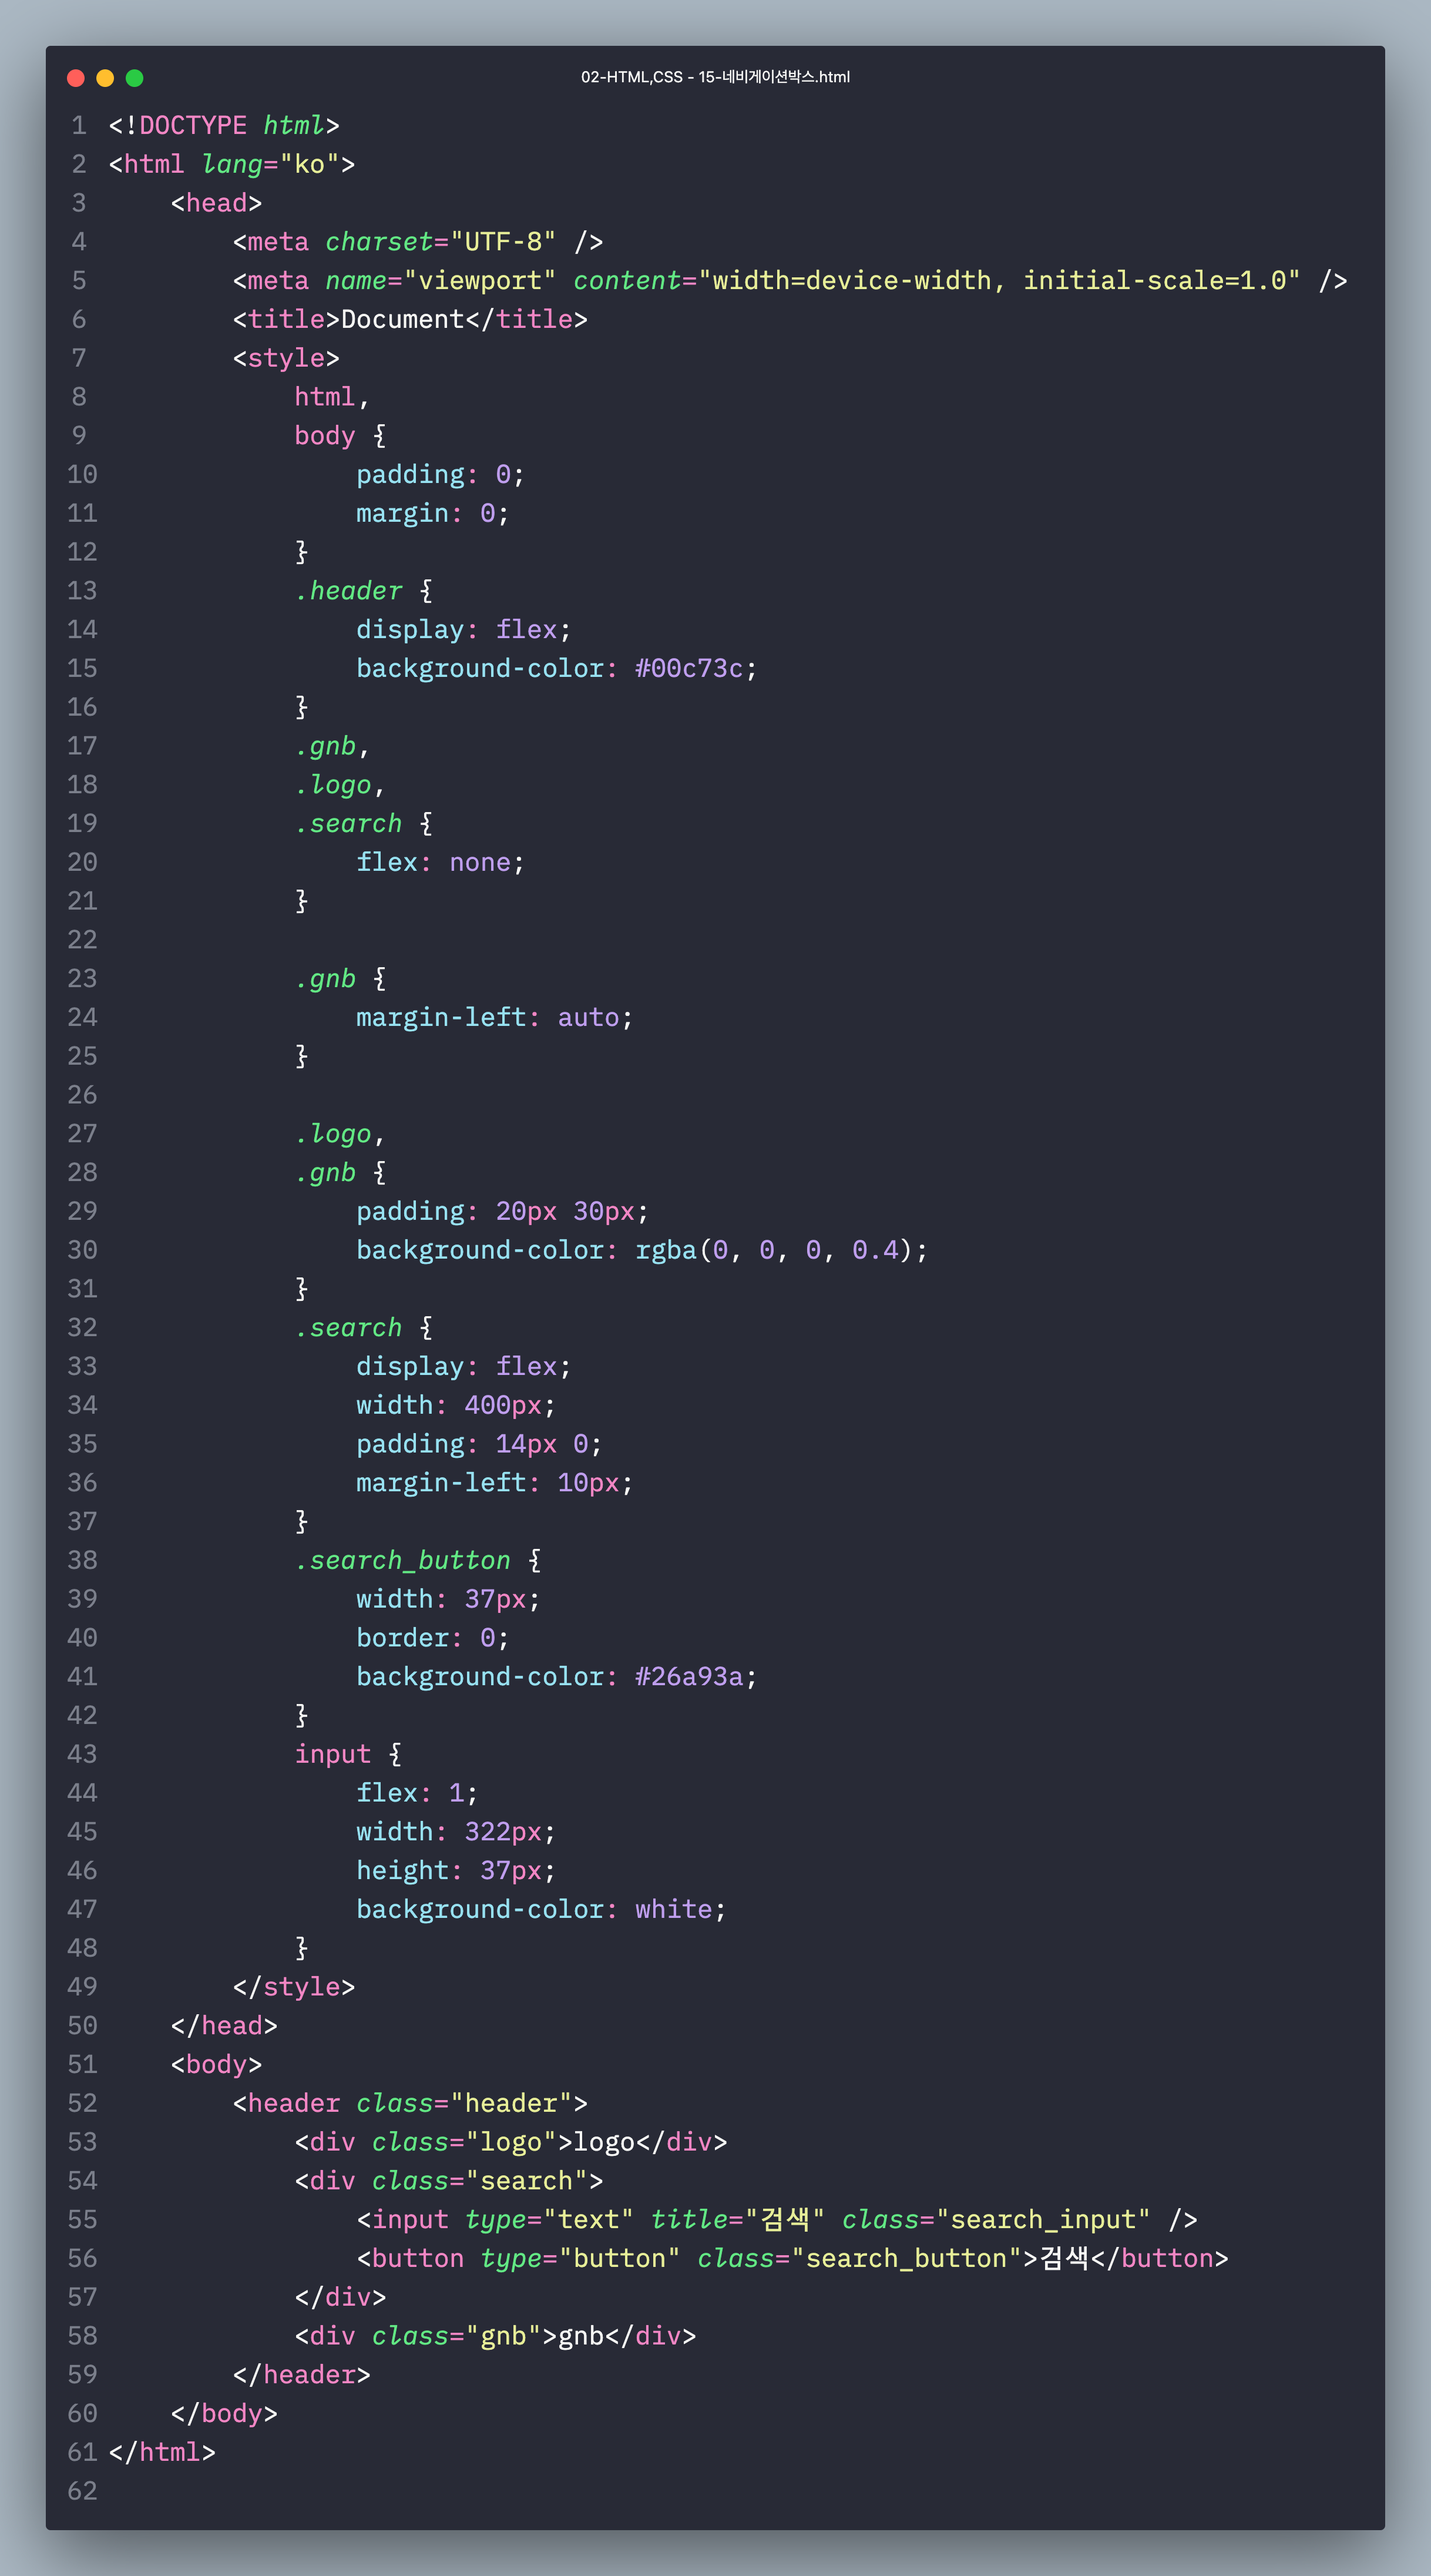 02-HTML,CSS - 15-네비게이션박스.html
1 <!DOCTYPE html>
2 <html lang="ko">
3     <head>
4         <meta charset="UTF-8" />
5         <meta name="viewport" content="width=device-width, initial-scale=1.0" />
6         <title>Document</title>
7         <style>
8             html,
9             body {
10                 padding: 0;
11                 margin: 0;
12             }
13             .header {
14                 display: flex;
15                 background-color: #00c73c;
16             }
17             .gnb,
18             .logo,
19             .search {
20                 flex: none;
21             }
22
23             .gnb {
24                 margin-left: auto;
25             }
26
27             .logo,
28             .gnb {
29                 padding: 20px 30px;
30                 background-color: rgba(0, 0, 0, 0.4);
31             }
32             .search {
33                 display: flex;
34                 width: 400px;
35                 padding: 14px 0;
36                 margin-left: 10px;
37             }
38             .search_button {
39                 width: 37px;
40                 border: 0;
41                 background-color: #26a93a;
42             }
43             input {
44                 flex: 1;
45                 width: 322px;
46                 height: 37px;
47                 background-color: white;
48             }
49         </style>
50     </head>
51     <body>
52         <header class="header">
53             <div class="logo">logo</div>
54             <div class="search">
55                 <input type="text" title="검색" class="search_input" />
56                 <button type="button" class="search_button">검색</button>
57             </div>
58             <div class="gnb">gnb</div>
59         </header>
60     </body>
61 </html>
62